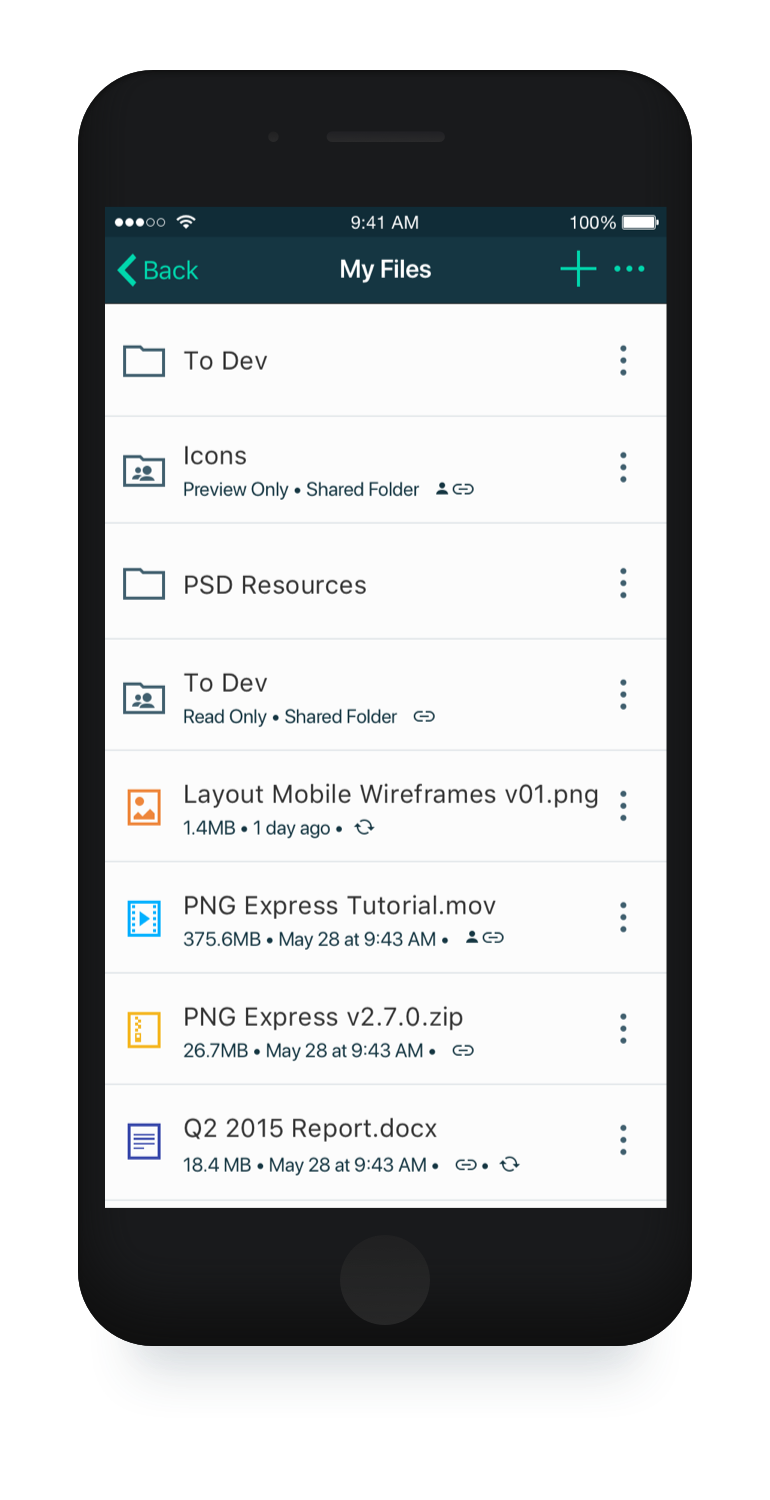 9:41 AM
100%
Back
My Files
To Dev
Icons
Preview Only • Shared Folder
PSD Resources
To Dev
Read Only • Shared Folder
Layout Mobile Wireframes v01.png
1.4MB • 1 day ago •
PNG Express Tutorial.mov
375.6MB • May 28 at 9:43 AM •
PNG Express v2.7.0.zip
26.7MB • May 28 at 9:43 AM •
Q2 2015 Report.docx
18.4 MB • May 28 at 9:43 AM • •